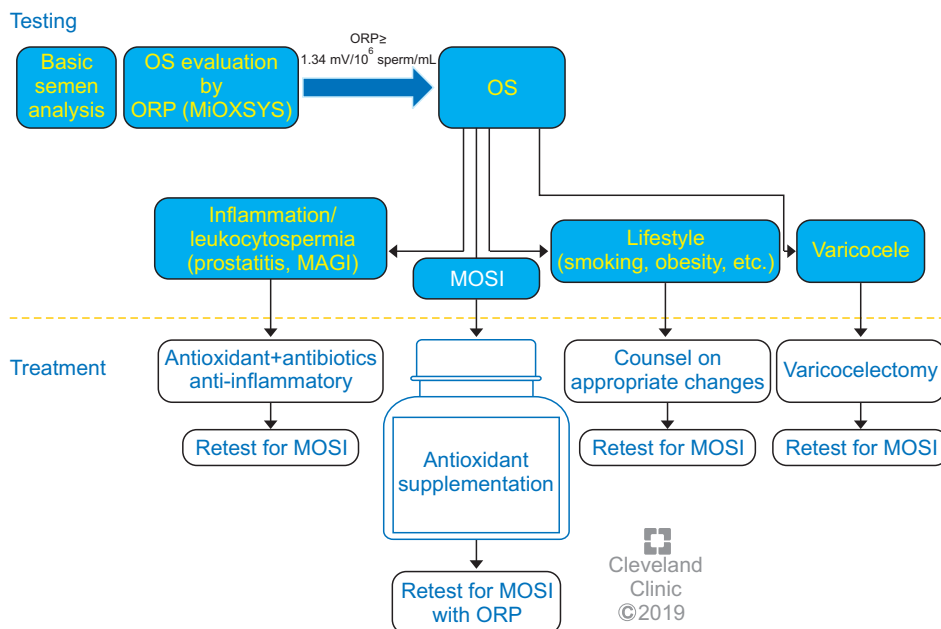 Testing
ORP≥
1.34 mV/10⁶ sperm/mL
Basic
semen
analysis
OS evaluation
by
ORP (MiOXSYS)
OS
Inflammation/
leukocytospermia
(prostatitis, MAGI)
MOSI
Lifestyle
(smoking, obesity, etc.)
Varicocele
Treatment
Antioxidant+antibiotics
anti-inflammatory
Retest for MOSI
Antioxidant
supplementation
Retest for MOSI
with ORP
Counsel on
appropriate changes
Retest for MOSI
Varicocelectomy
Retest for MOSI
Cleveland
Clinic
©2019